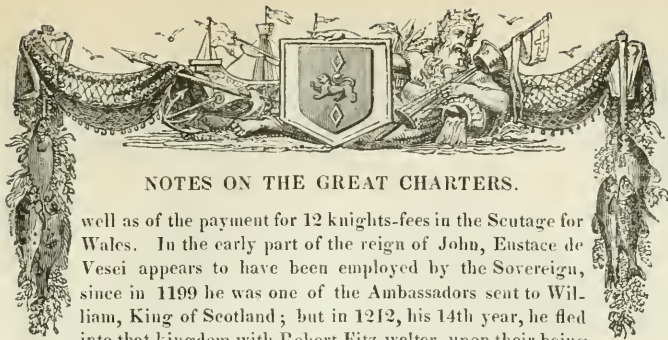 NOTES ON THE GREAT CHARTERS.
well as of the payment for 12 knights-fees in the Scutage for
Wales. In the early part of the reign of John, Eustace de
Vesci appears to have been employed by the Sovereign,
since in 1199 he was one of the Ambassadors sent to Wil-
liam, King of Scotland; but in 1212, his 14th year, he fled
into that kingdom with Robert Fitz-walter, upon their being